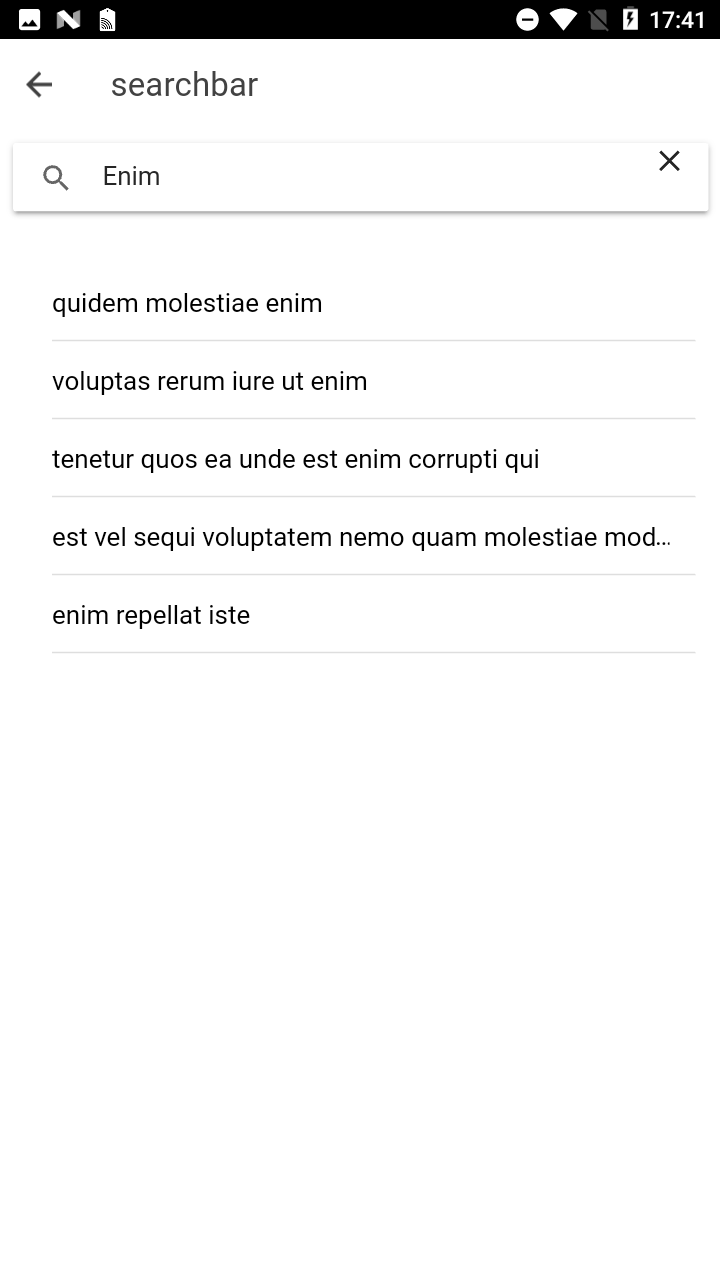 17:41
searchbar
Enim
quidem molestiae enim
voluptas rerum iure ut enim
tenetur quos ea unde est enim corrupti qui
est vel sequi voluptatem nemo quam molestiae mod...
enim repellat iste